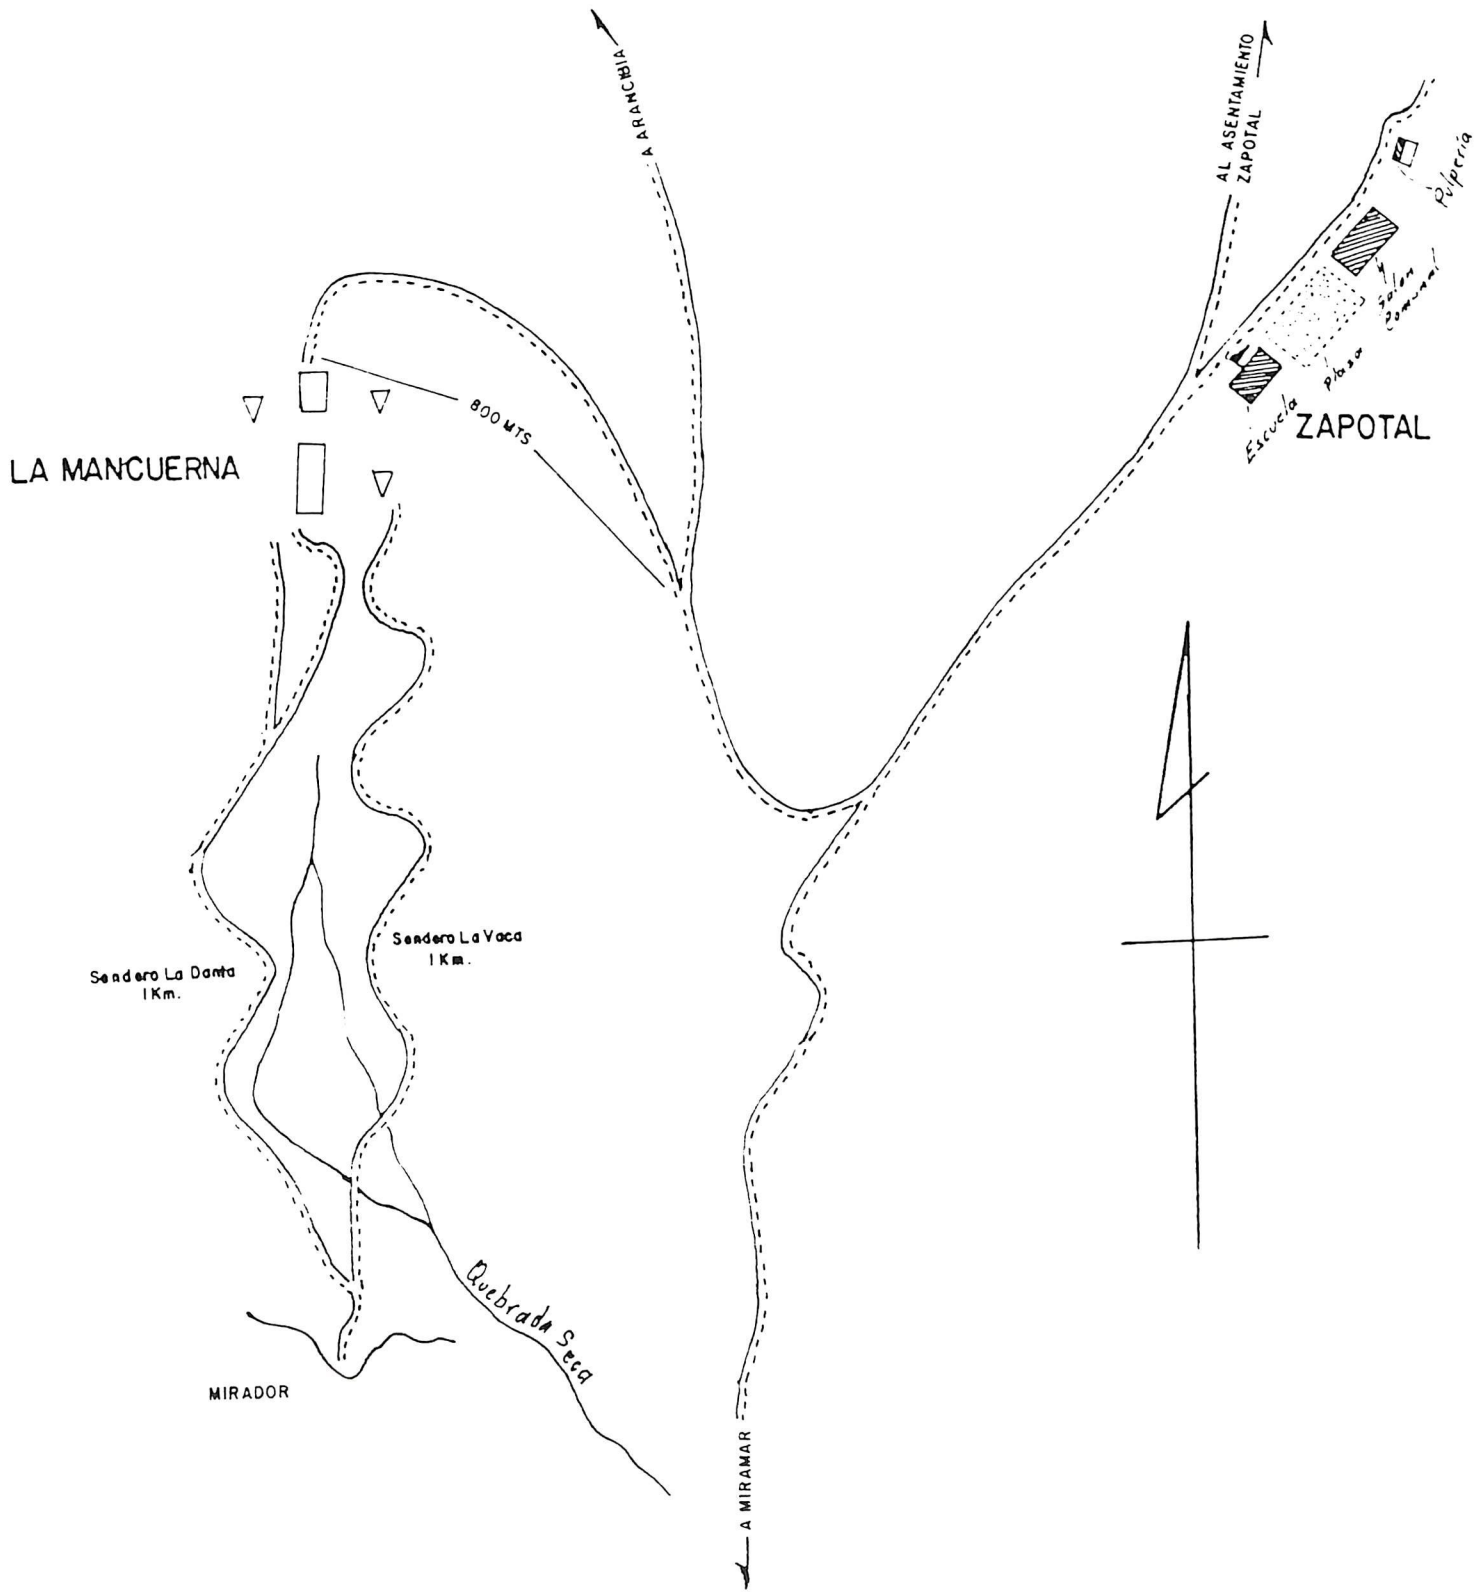 A ARANCIBIA
AL ASENTAMIENTO
ZAPOTAL
Pulpería
Salon
Comunal
Plaza
Escuela
ZAPOTAL
800 MTS
LA MANCUERNA
Sendero La Vaca
1 Km.
Sendero La Danta
1 Km.
Quebrada Seca
MIRADOR
A MIRAMAR